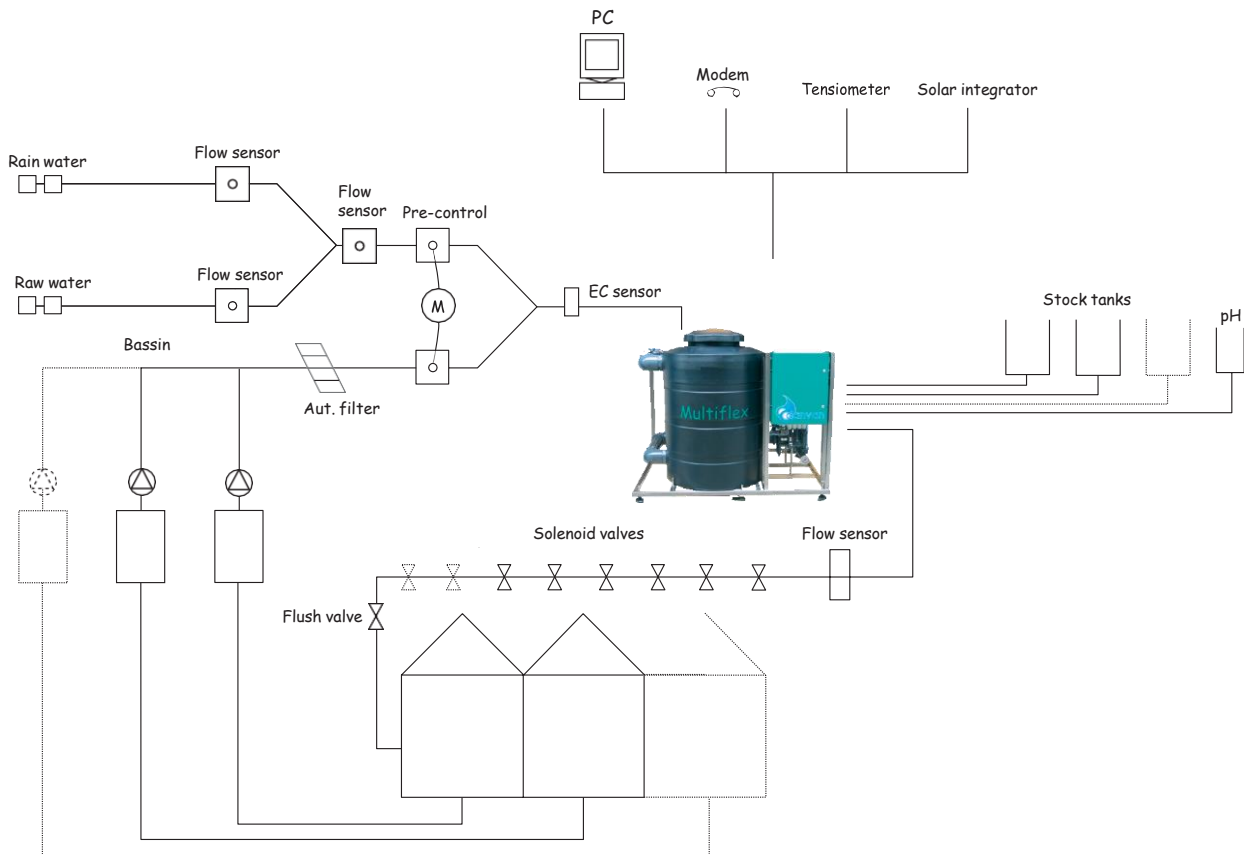 PC
Modem
Tensiometer
Solar integrator
Rain water
Flow sensor
Flow
sensor
Pre-control
Raw water
Flow sensor
M
EC sensor
Stock tanks
pH
Bassin
Aut. filter
Multiflex
Solenoid valves
Flow sensor
Flush valve